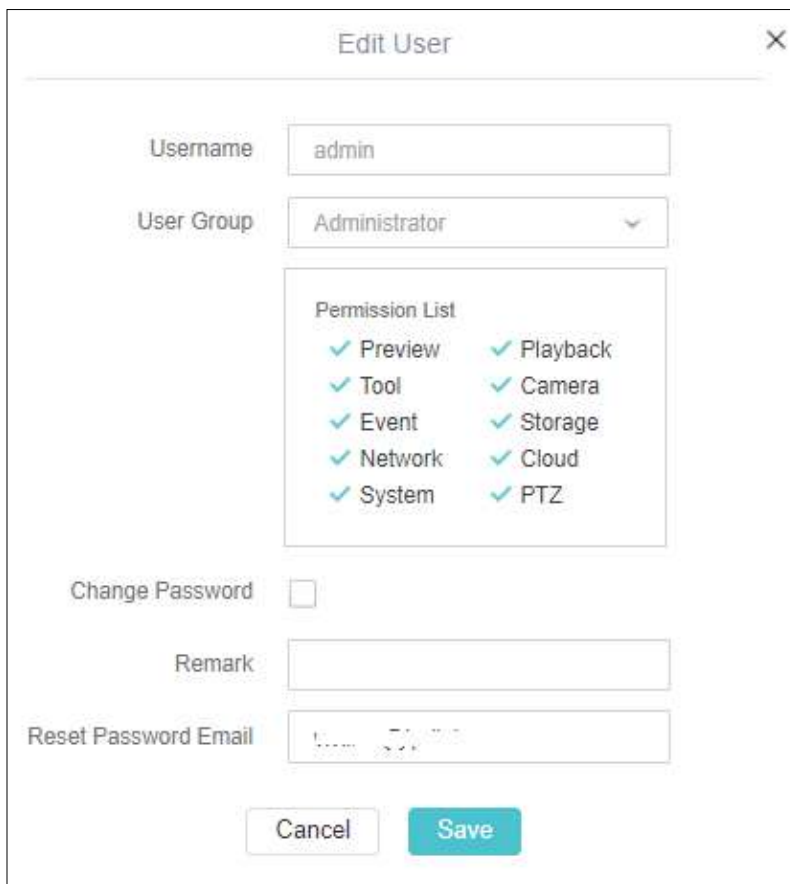 Edit User
Username admin
User Group Administrator
Permission List
Preview Playback
Tool Camera
Event Storage
Network Cloud
System PTZ
Change Password
Remark
Reset Password Email
Cancel Save